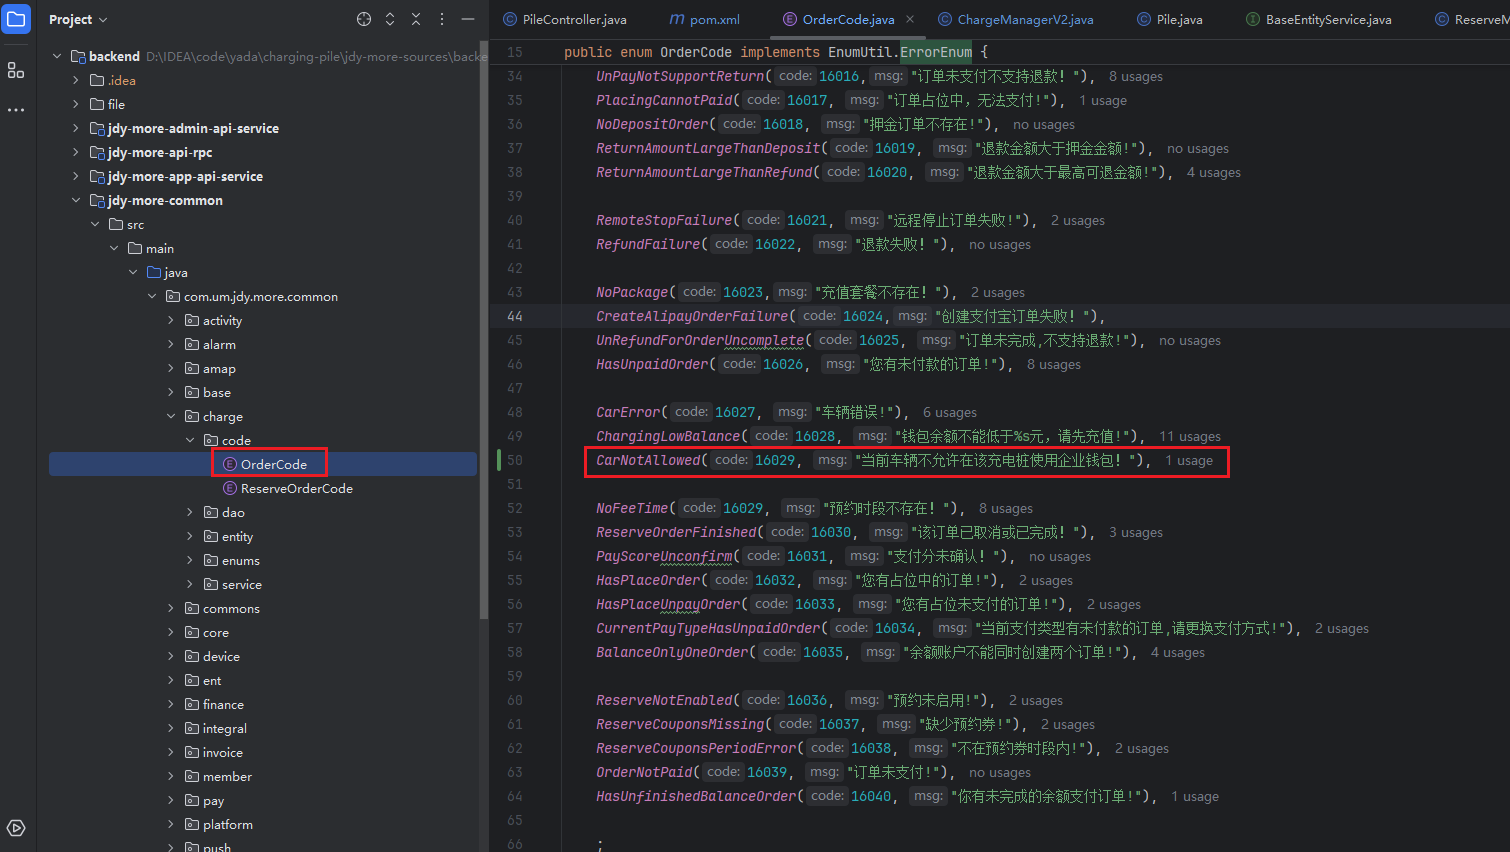 Project
PileController.java
m pom.xml
OrderCode.java
ChargeManagerV2.java
Pile.java
BaseEntityService.java
ReserveM
backend D:\IDEA\code\yada\charging-pile\jdy-more-sources\backe
.idea
file
jdy-more-admin-api-service
jdy-more-api-rpc
jdy-more-app-api-service
jdy-more-common
src
main
java
com.um.jdy.more.common
activity
alarm
amap
base
charge
code
OrderCode
ReserveOrderCode
dao
entity
enums
service
commons
core
device
ent
finance
integral
invoice
member
pay
platform
push
15 public enum OrderCode implements EnumUtil.ErrorEnum {
34 UnPayNotSupportReturn( code: 16016, msg: "订单未支付不支持退款! "), 8 usages
35 PlacingCannotPaid( code: 16017, msg: "订单占位中，无法支付!"), 1 usage
36 NoDepositOrder( code: 16018, msg: "押金订单不存在!"), no usages
37 ReturnAmountLargeThanDeposit( code: 16019, msg: "退款金额大于押金金额!"), no usages
38 ReturnAmountLargeThanRefund( code: 16020, msg: "退款金额大于最高可退金额!"), 4 usages
39
40 RemoteStopFailure( code: 16021, msg: "远程停止订单失败!"), 2 usages
41 RefundFailure( code: 16022, msg: "退款失败! "), no usages
42
43 NoPackage( code: 16023, msg: "充值套餐不存在! "), 2 usages
44 CreateAlipayOrderFailure( code: 16024, msg: "创建支付宝订单失败! "),
45 UnRefundForOrderUncomplete( code: 16025, msg: "订单未完成,不支持退款!"), no usages
46 HasUnpaidOrder( code: 16026, msg: "您有未付款的订单!"), 8 usages
47
48 CarError( code: 16027, msg: "车辆错误!"), 6 usages
49 ChargingLowBalance( code: 16028, msg: "钱包余额不能低于%s元，请先充值!"), 11 usages
50 CarNotAllowed( code: 16029, msg: "当前车辆不允许在该充电桩使用企业钱包! "), 1 usage
51
52 NoFeeTime( code: 16029, msg: "预约时段不存在! "), 8 usages
53 ReserveOrderFinished( code: 16030, msg: "该订单已取消或已完成! "), 3 usages
54 PayScoreUnconfirm( code: 16031, msg: "支付分未确认! "), no usages
55 HasPlaceOrder( code: 16032, msg: "您有占位中的订单!"), 2 usages
56 HasPlaceUnpayOrder( code: 16033, msg: "您有占位未支付的订单!"), 2 usages
57 CurrentPayTypeHasUnpaidOrder( code: 16034, msg: "当前支付类型有未付款的订单,请更换支付方式!"), 2 usages
58 BalanceOnlyOneOrder( code: 16035, msg: "余额账户不能同时创建两个订单!"), 4 usages
59
60 ReserveNotEnabled( code: 16036, msg: "预约未启用!"), 2 usages
61 ReserveCouponsMissing( code: 16037, msg: "缺少预约券!"), 2 usages
62 ReserveCouponsPeriodError( code: 16038, msg: "不在预约券时段内!"), 2 usages
63 OrderNotPaid( code: 16039, msg: "订单未支付!"), no usages
64 HasUnfinishedBalanceOrder( code: 16040, msg: "你有未完成的余额支付订单!"), 1 usage
65
66 ;